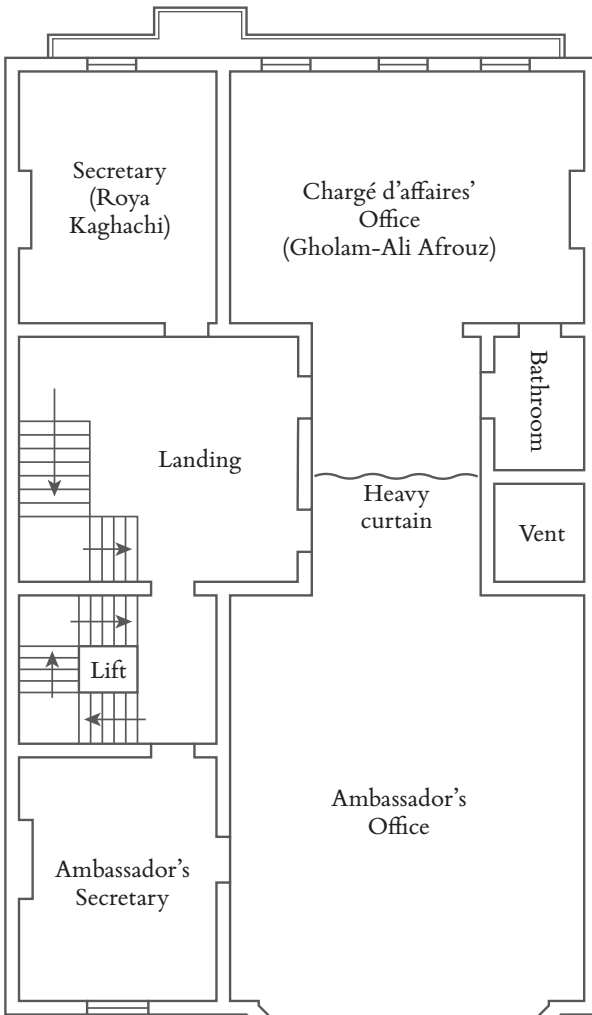 Secretary
(Roya
Kaghachi)
Chargé d'affaires'
Office
(Gholam-Ali Afrouz)
Bathroom
Landing
Heavy
curtain
Vent
Lift
Ambassador's
Office
Ambassador's
Secretary